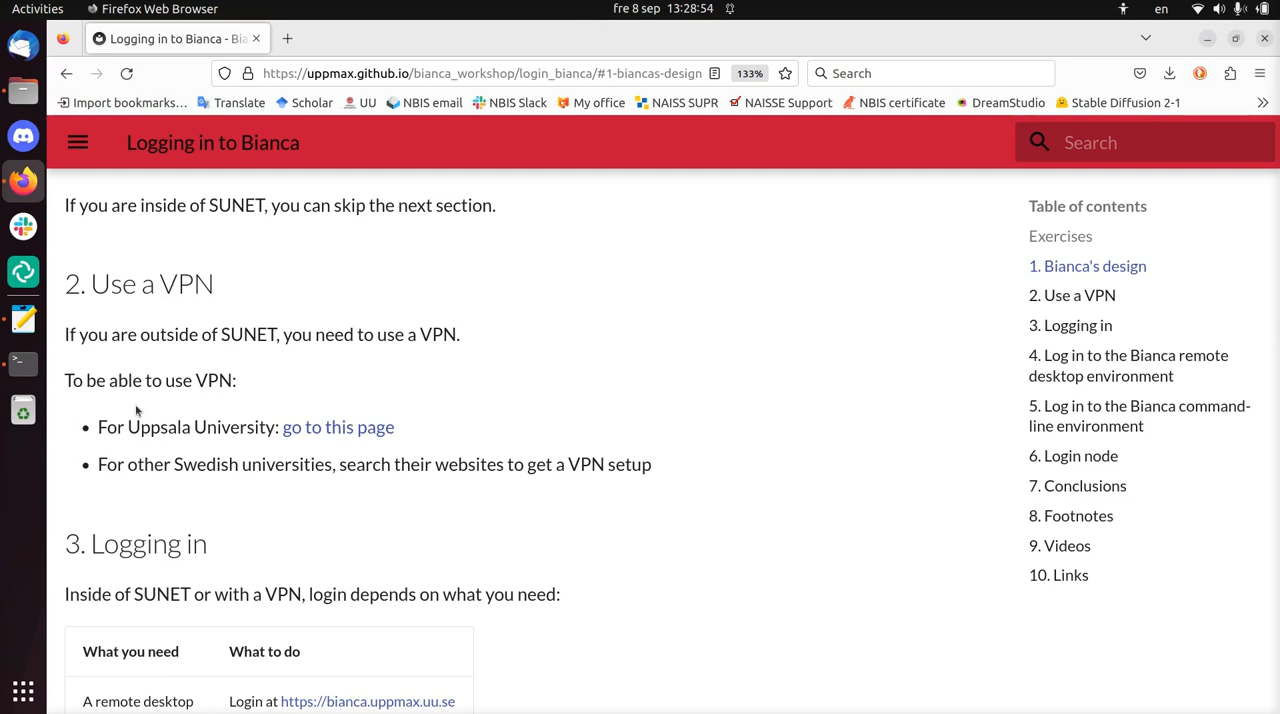 Activities
Firefox Web Browser
fre 8 sep 13:28:54
en
Logging in to Bianca - Bia
https://uppmax.github.io/bianca_workshop/login_bianca/#1-biancas-design
133%
Search
Import bookmarks...
Translate
Scholar
UU
NBIS email
NBIS Slack
My office
NAISS SUPR
NAISSE Support
NBIS certificate
DreamStudio
Stable Diffusion 2-1
Logging in to Bianca
Search
If you are inside of SUNET, you can skip the next section.
2. Use a VPN
If you are outside of SUNET, you need to use a VPN.
To be able to use VPN:
• For Uppsala University: go to this page
• For other Swedish universities, search their websites to get a VPN setup
3. Logging in
Inside of SUNET or with a VPN, login depends on what you need:
What you need What to do
A remote desktop Login at https://bianca.uppmax.uu.se
Table of contents
Exercises
1. Bianca's design
2. Use a VPN
3. Logging in
4. Log in to the Bianca remote
desktop environment
5. Log in to the Bianca command-
line environment
6. Login node
7. Conclusions
8. Footnotes
9. Videos
10. Links